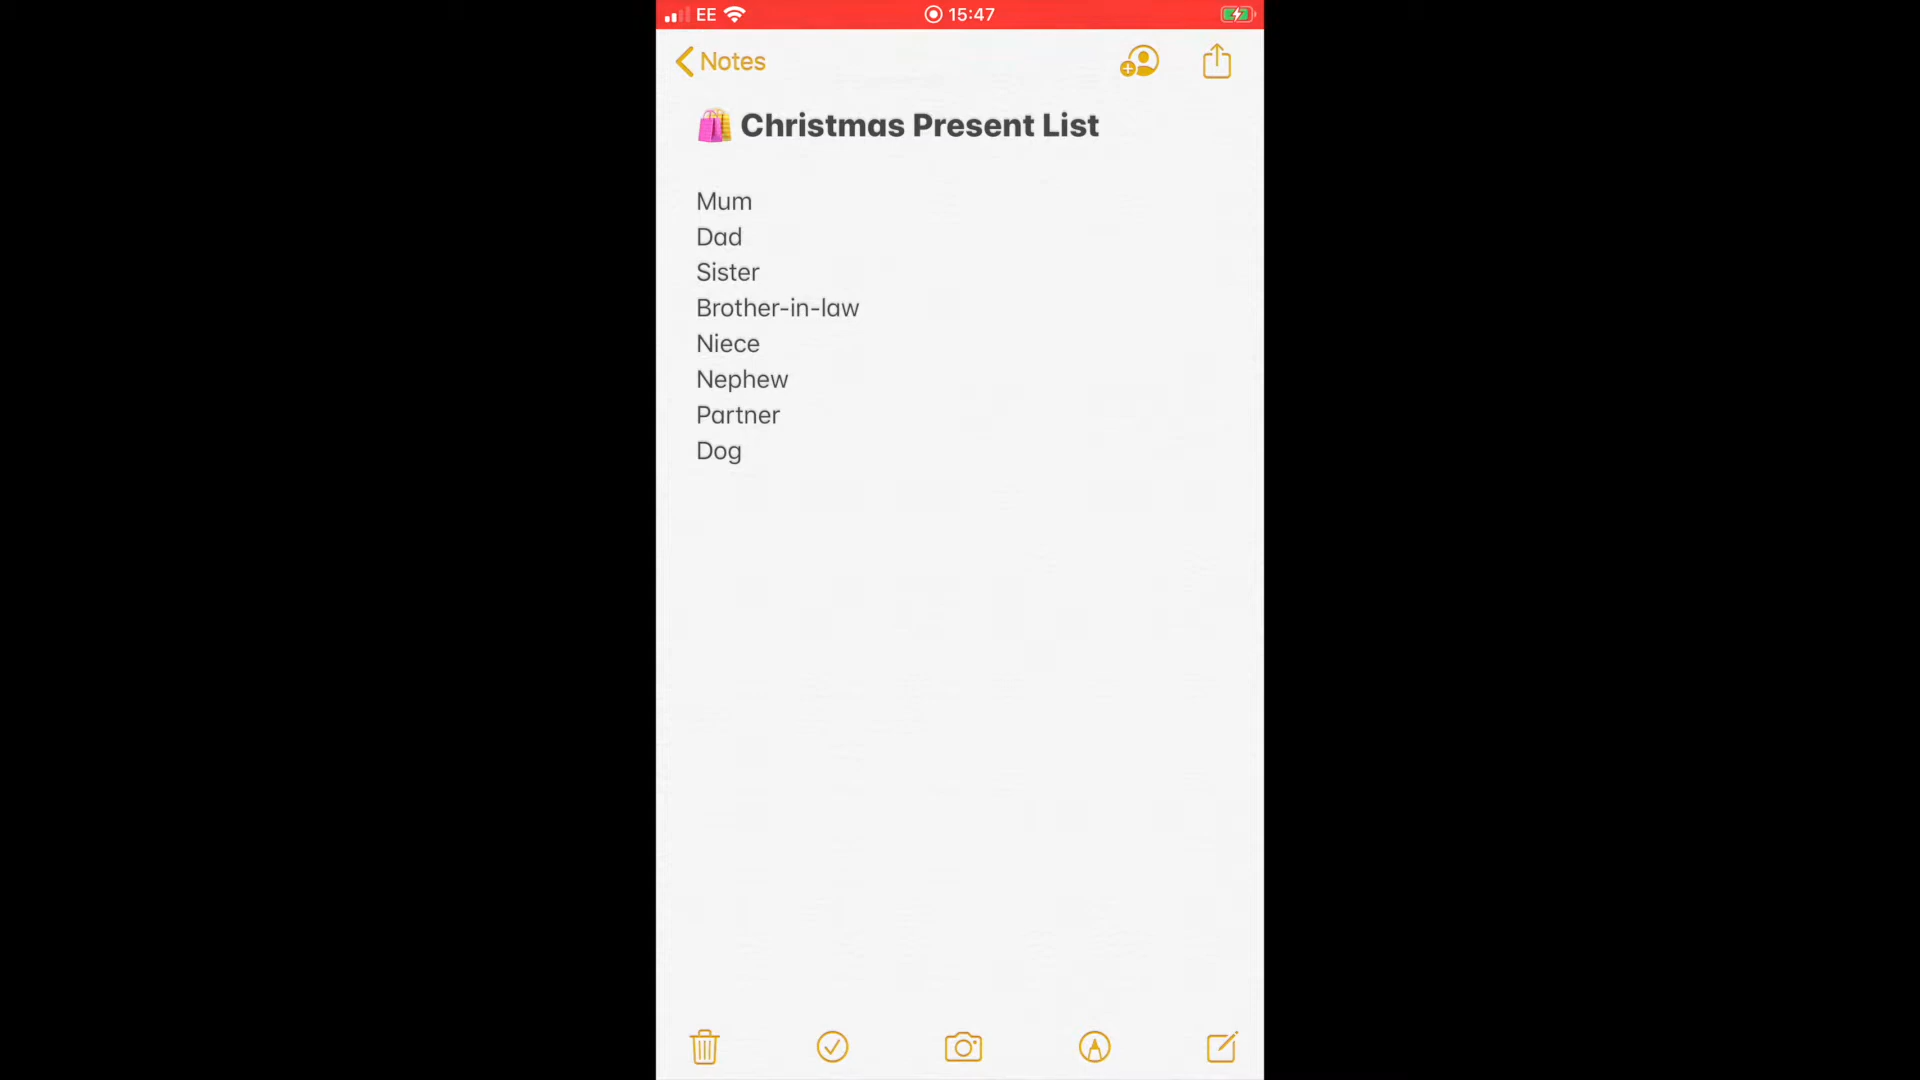 EE 15:47
Notes
Christmas Present List
Mum
Dad
Sister
Brother-in-law
Niece
Nephew
Partner
Dog